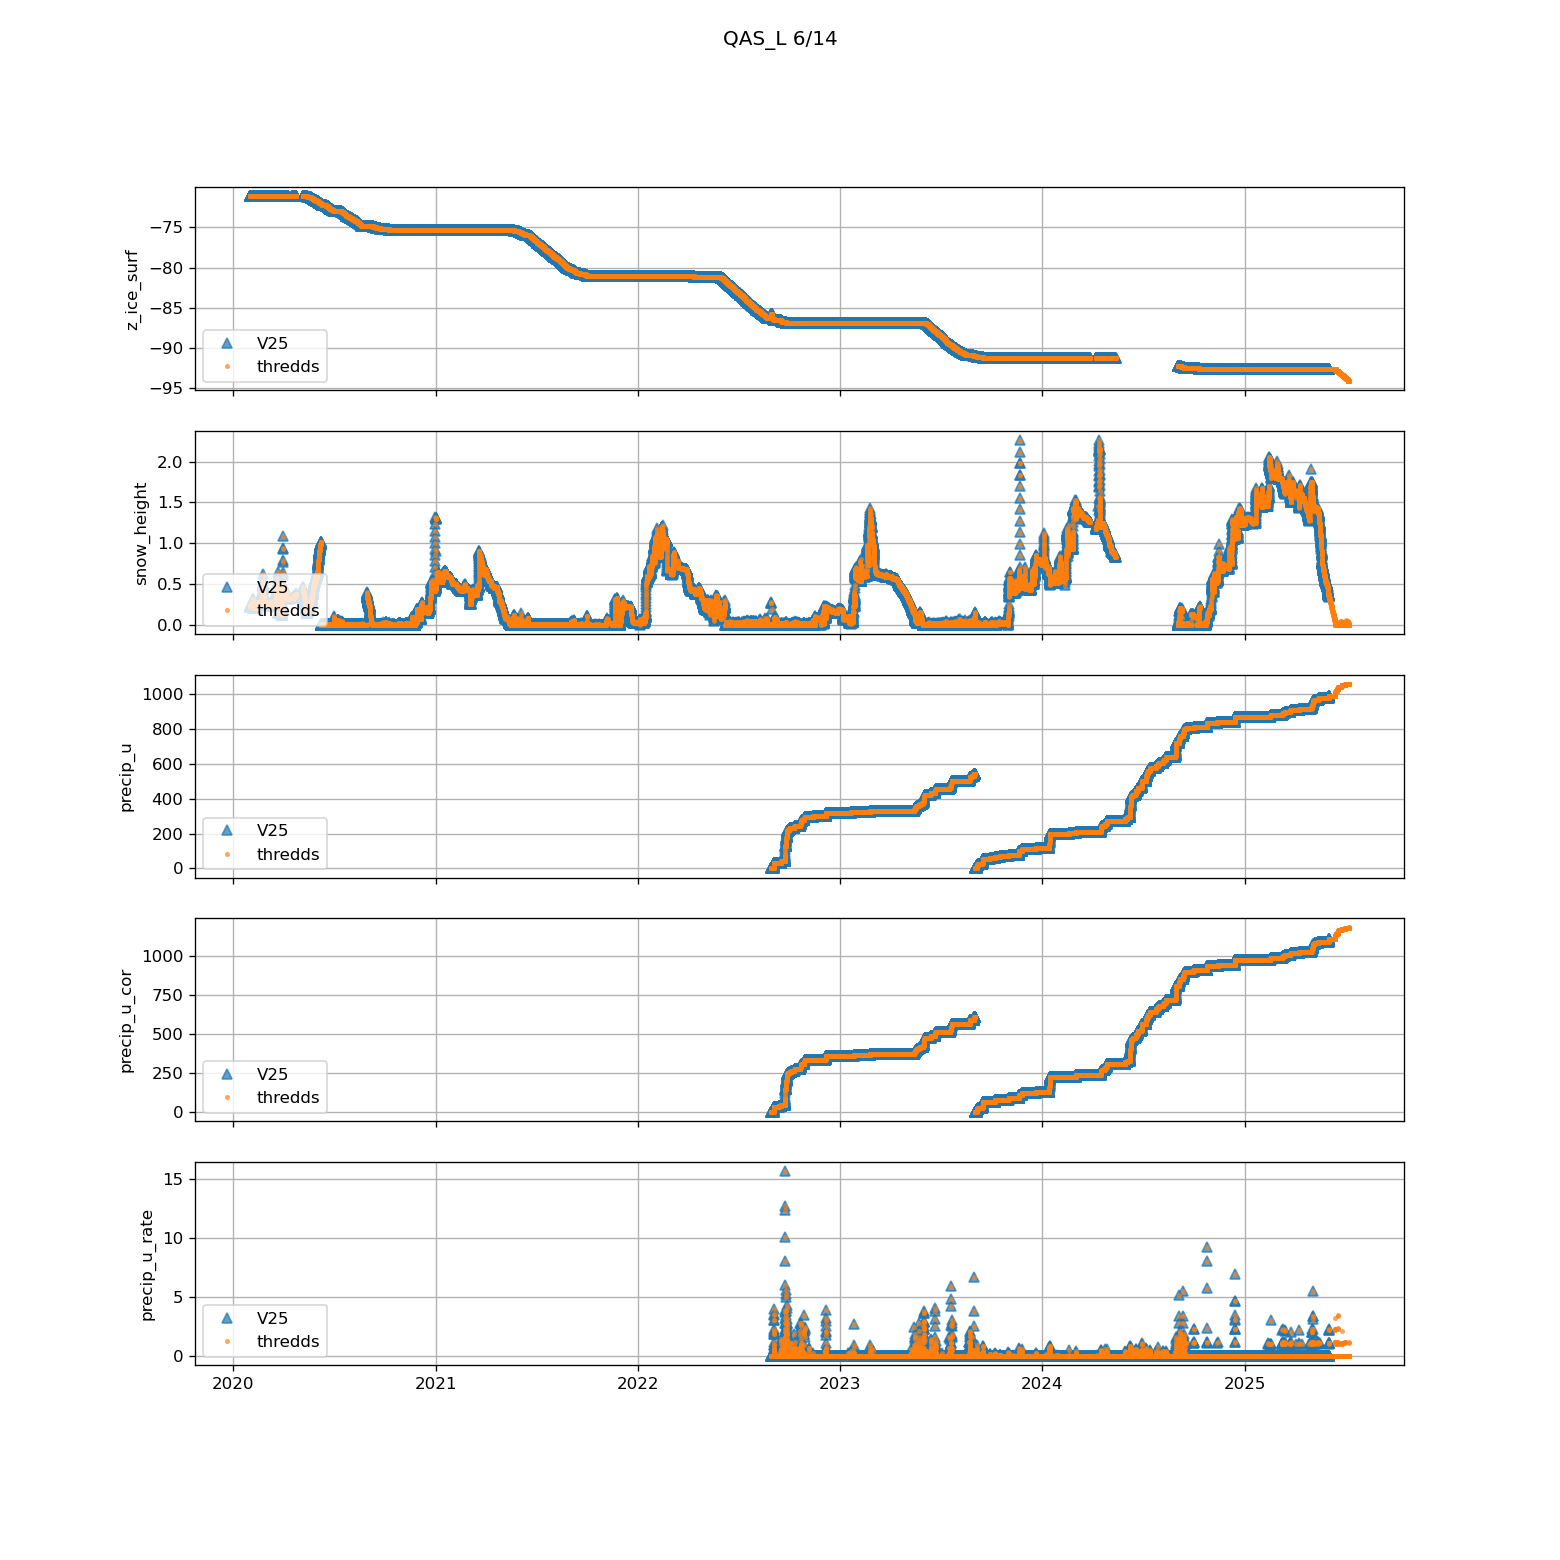 QAS_L 6/14
z_ice_surf
−75
−80
−85
−90
−95
V25
thredds
snow_height
2.0
1.5
1.0
0.5
0.0
V25
thredds
precip_u
1000
800
600
400
200
0
V25
thredds
precip_u_cor
1000
750
500
250
0
V25
thredds
precip_u_rate
15
10
5
0
V25
thredds
2020 2021 2022 2023 2024 2025